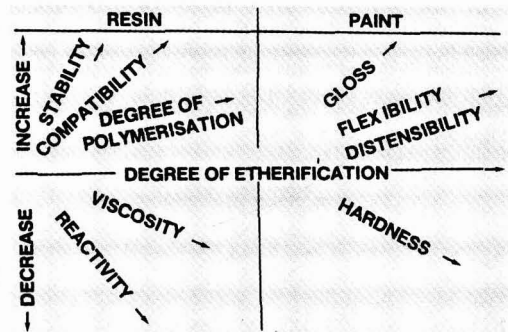 RESIN
PAINT
INCREASE
STABILITY
COMPATIBILITY
DEGREE OF
POLYMERISATION
GLOSS
FLEXIBILITY
DISTENSIBILITY
DEGREE OF ETHERIFICATION
DECREASE
VISCOSITY
REACTIVITY
HARDNESS